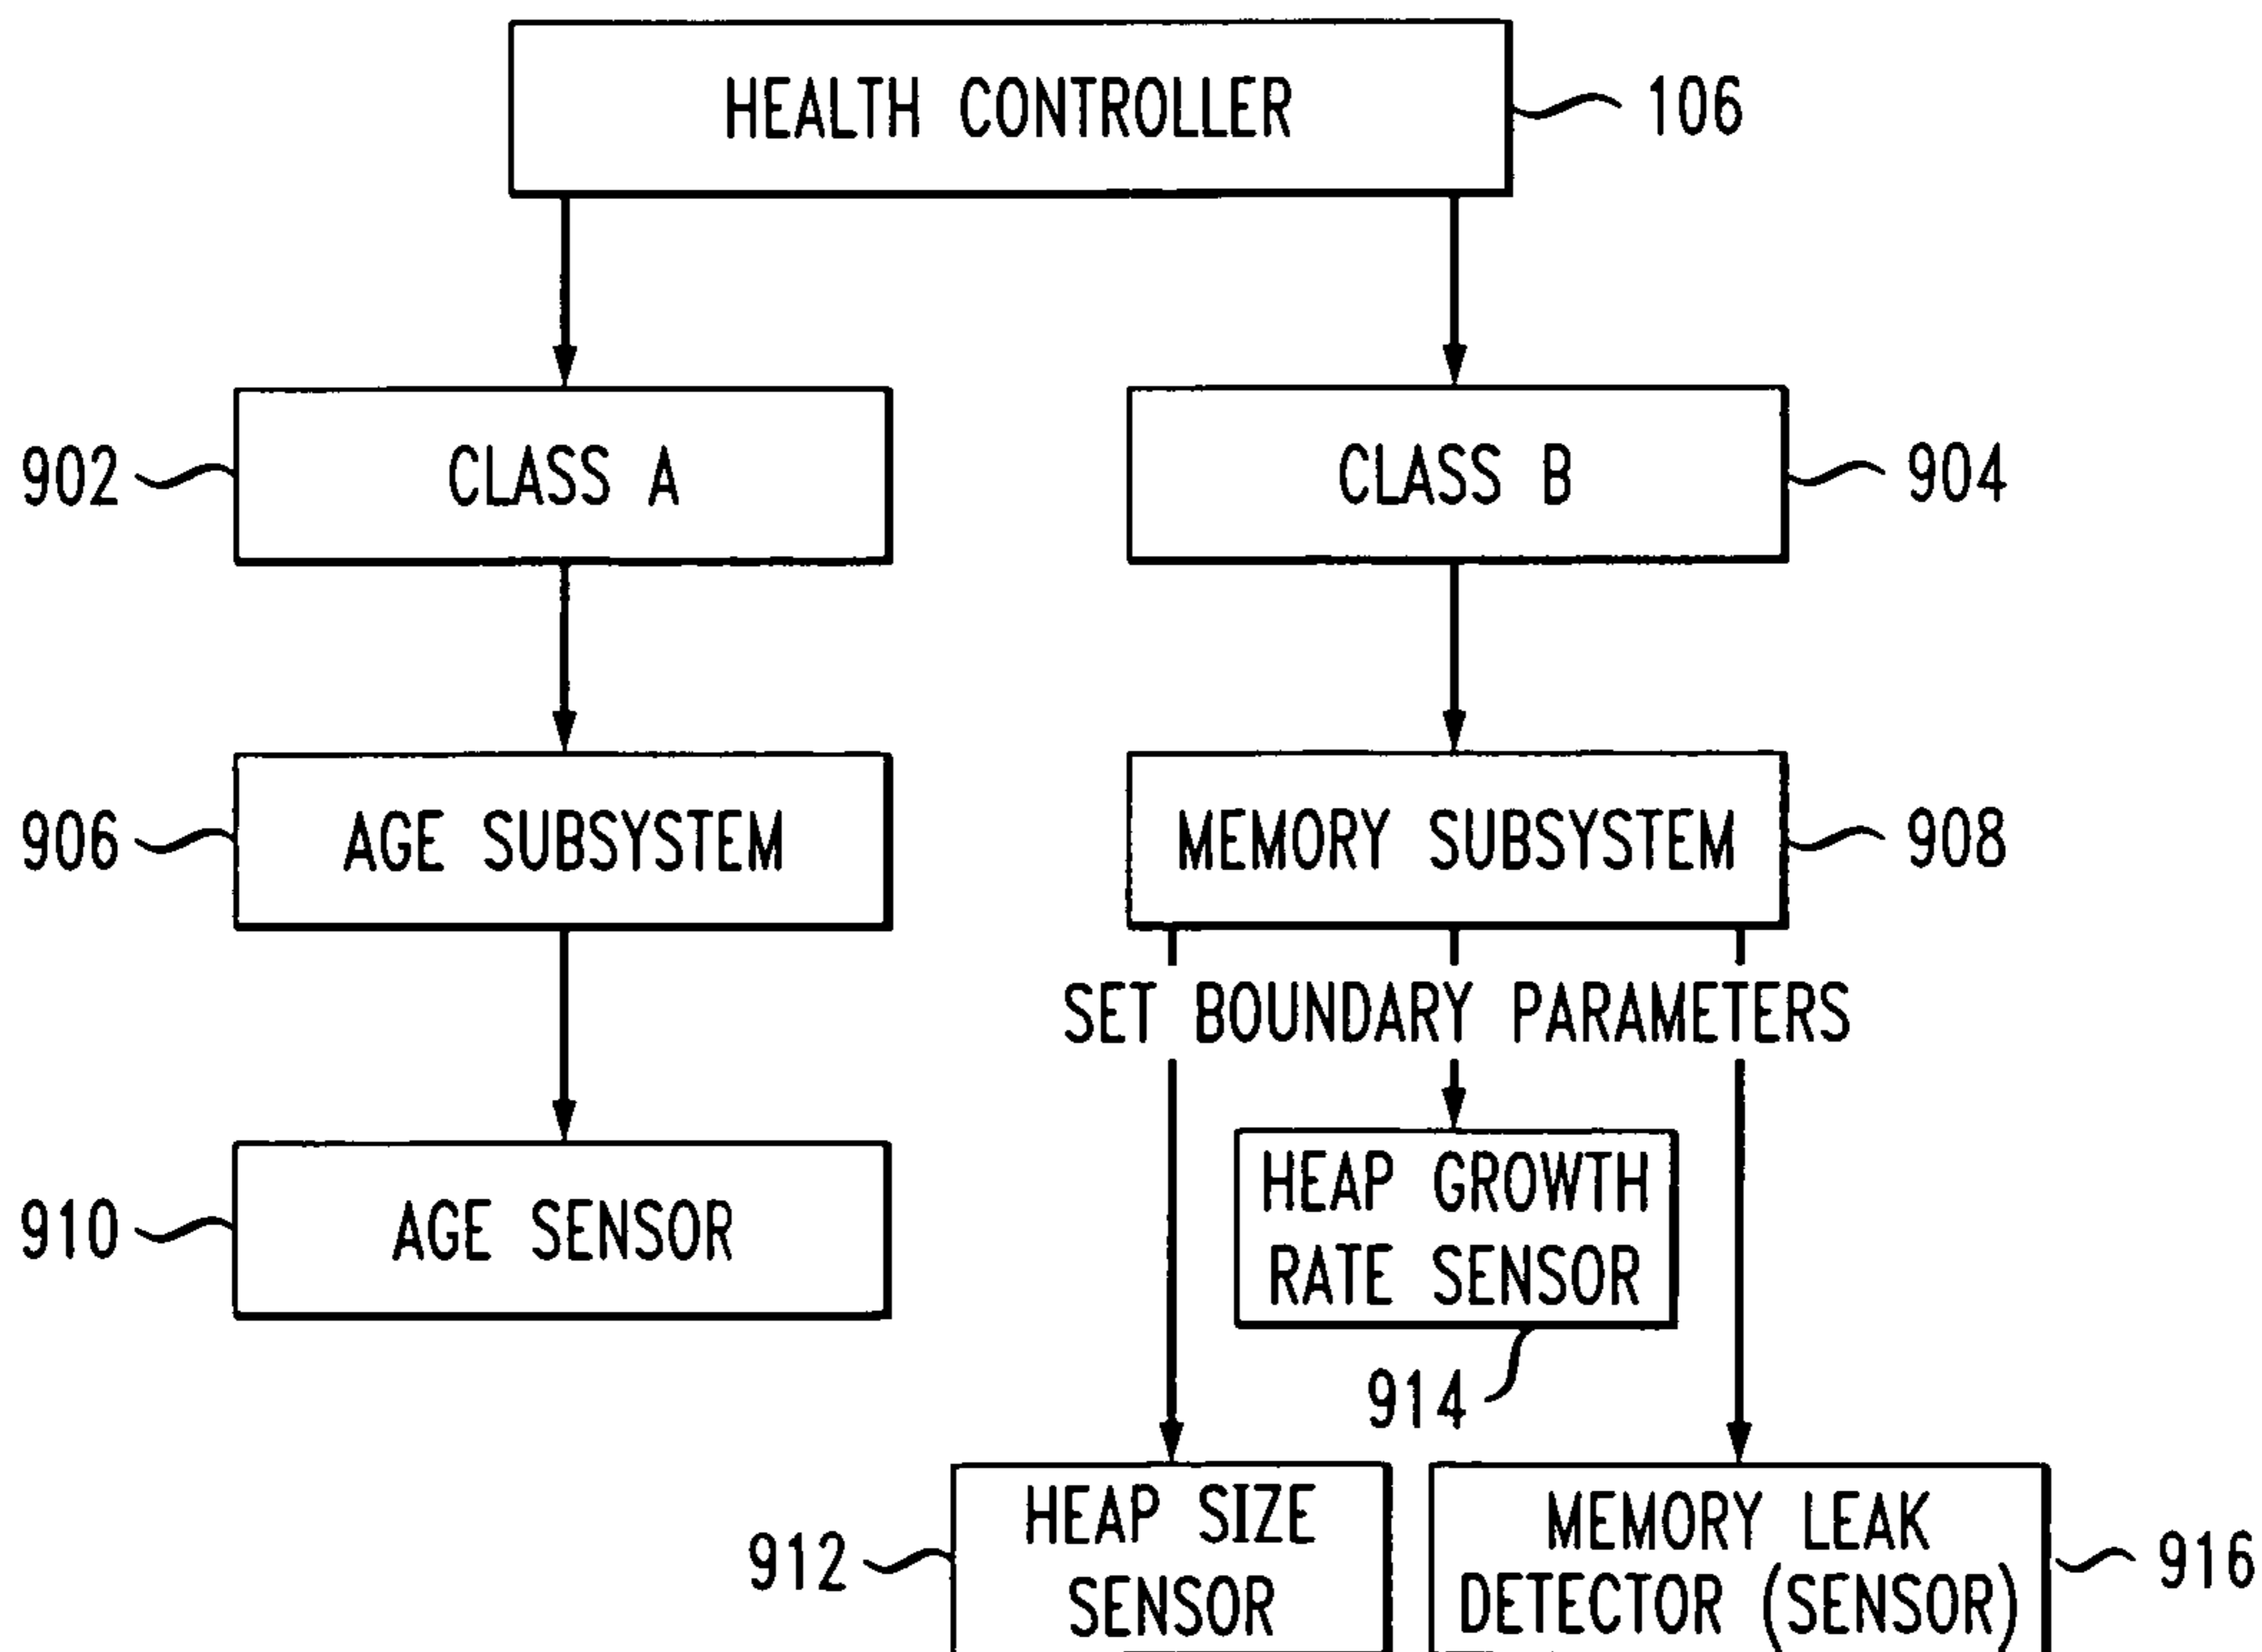 HEALTH CONTROLLER
106
902
CLASS A
CLASS B
904
906
AGE SUBSYSTEM
MEMORY SUBSYSTEM
908
SET BOUNDARY PARAMETERS
910
AGE SENSOR
HEAP GROWTH
RATE SENSOR
914
912
HEAP SIZE
SENSOR
MEMORY LEAK
DETECTOR (SENSOR)
916